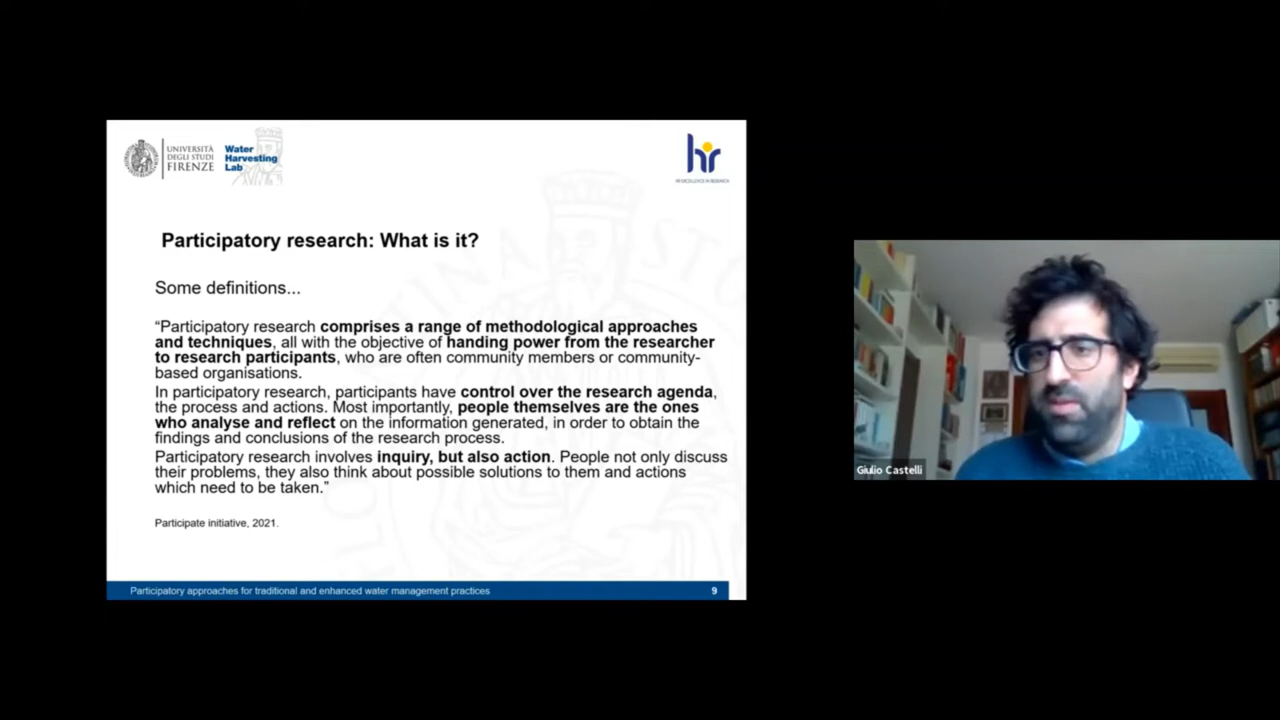 UNIVERSITÀ
DEGLI STUDI
FIRENZE
Water
Harvesting
Lab
hr
HR EXCELLENCE IN RESEARCH
Participatory research: What is it?
Some definitions...
“Participatory research comprises a range of methodological approaches
and techniques, all with the objective of handing power from the researcher
to research participants, who are often community members or community-
based organisations.
In participatory research, participants have control over the research agenda,
the process and actions. Most importantly, people themselves are the ones
who analyse and reflect on the information generated, in order to obtain the
findings and conclusions of the research process.
Participatory research involves inquiry, but also action. People not only discuss
their problems, they also think about possible solutions to them and actions
which need to be taken.”
Participate initiative, 2021.
Participatory approaches for traditional and enhanced water management practices
9
Giulio Castelli